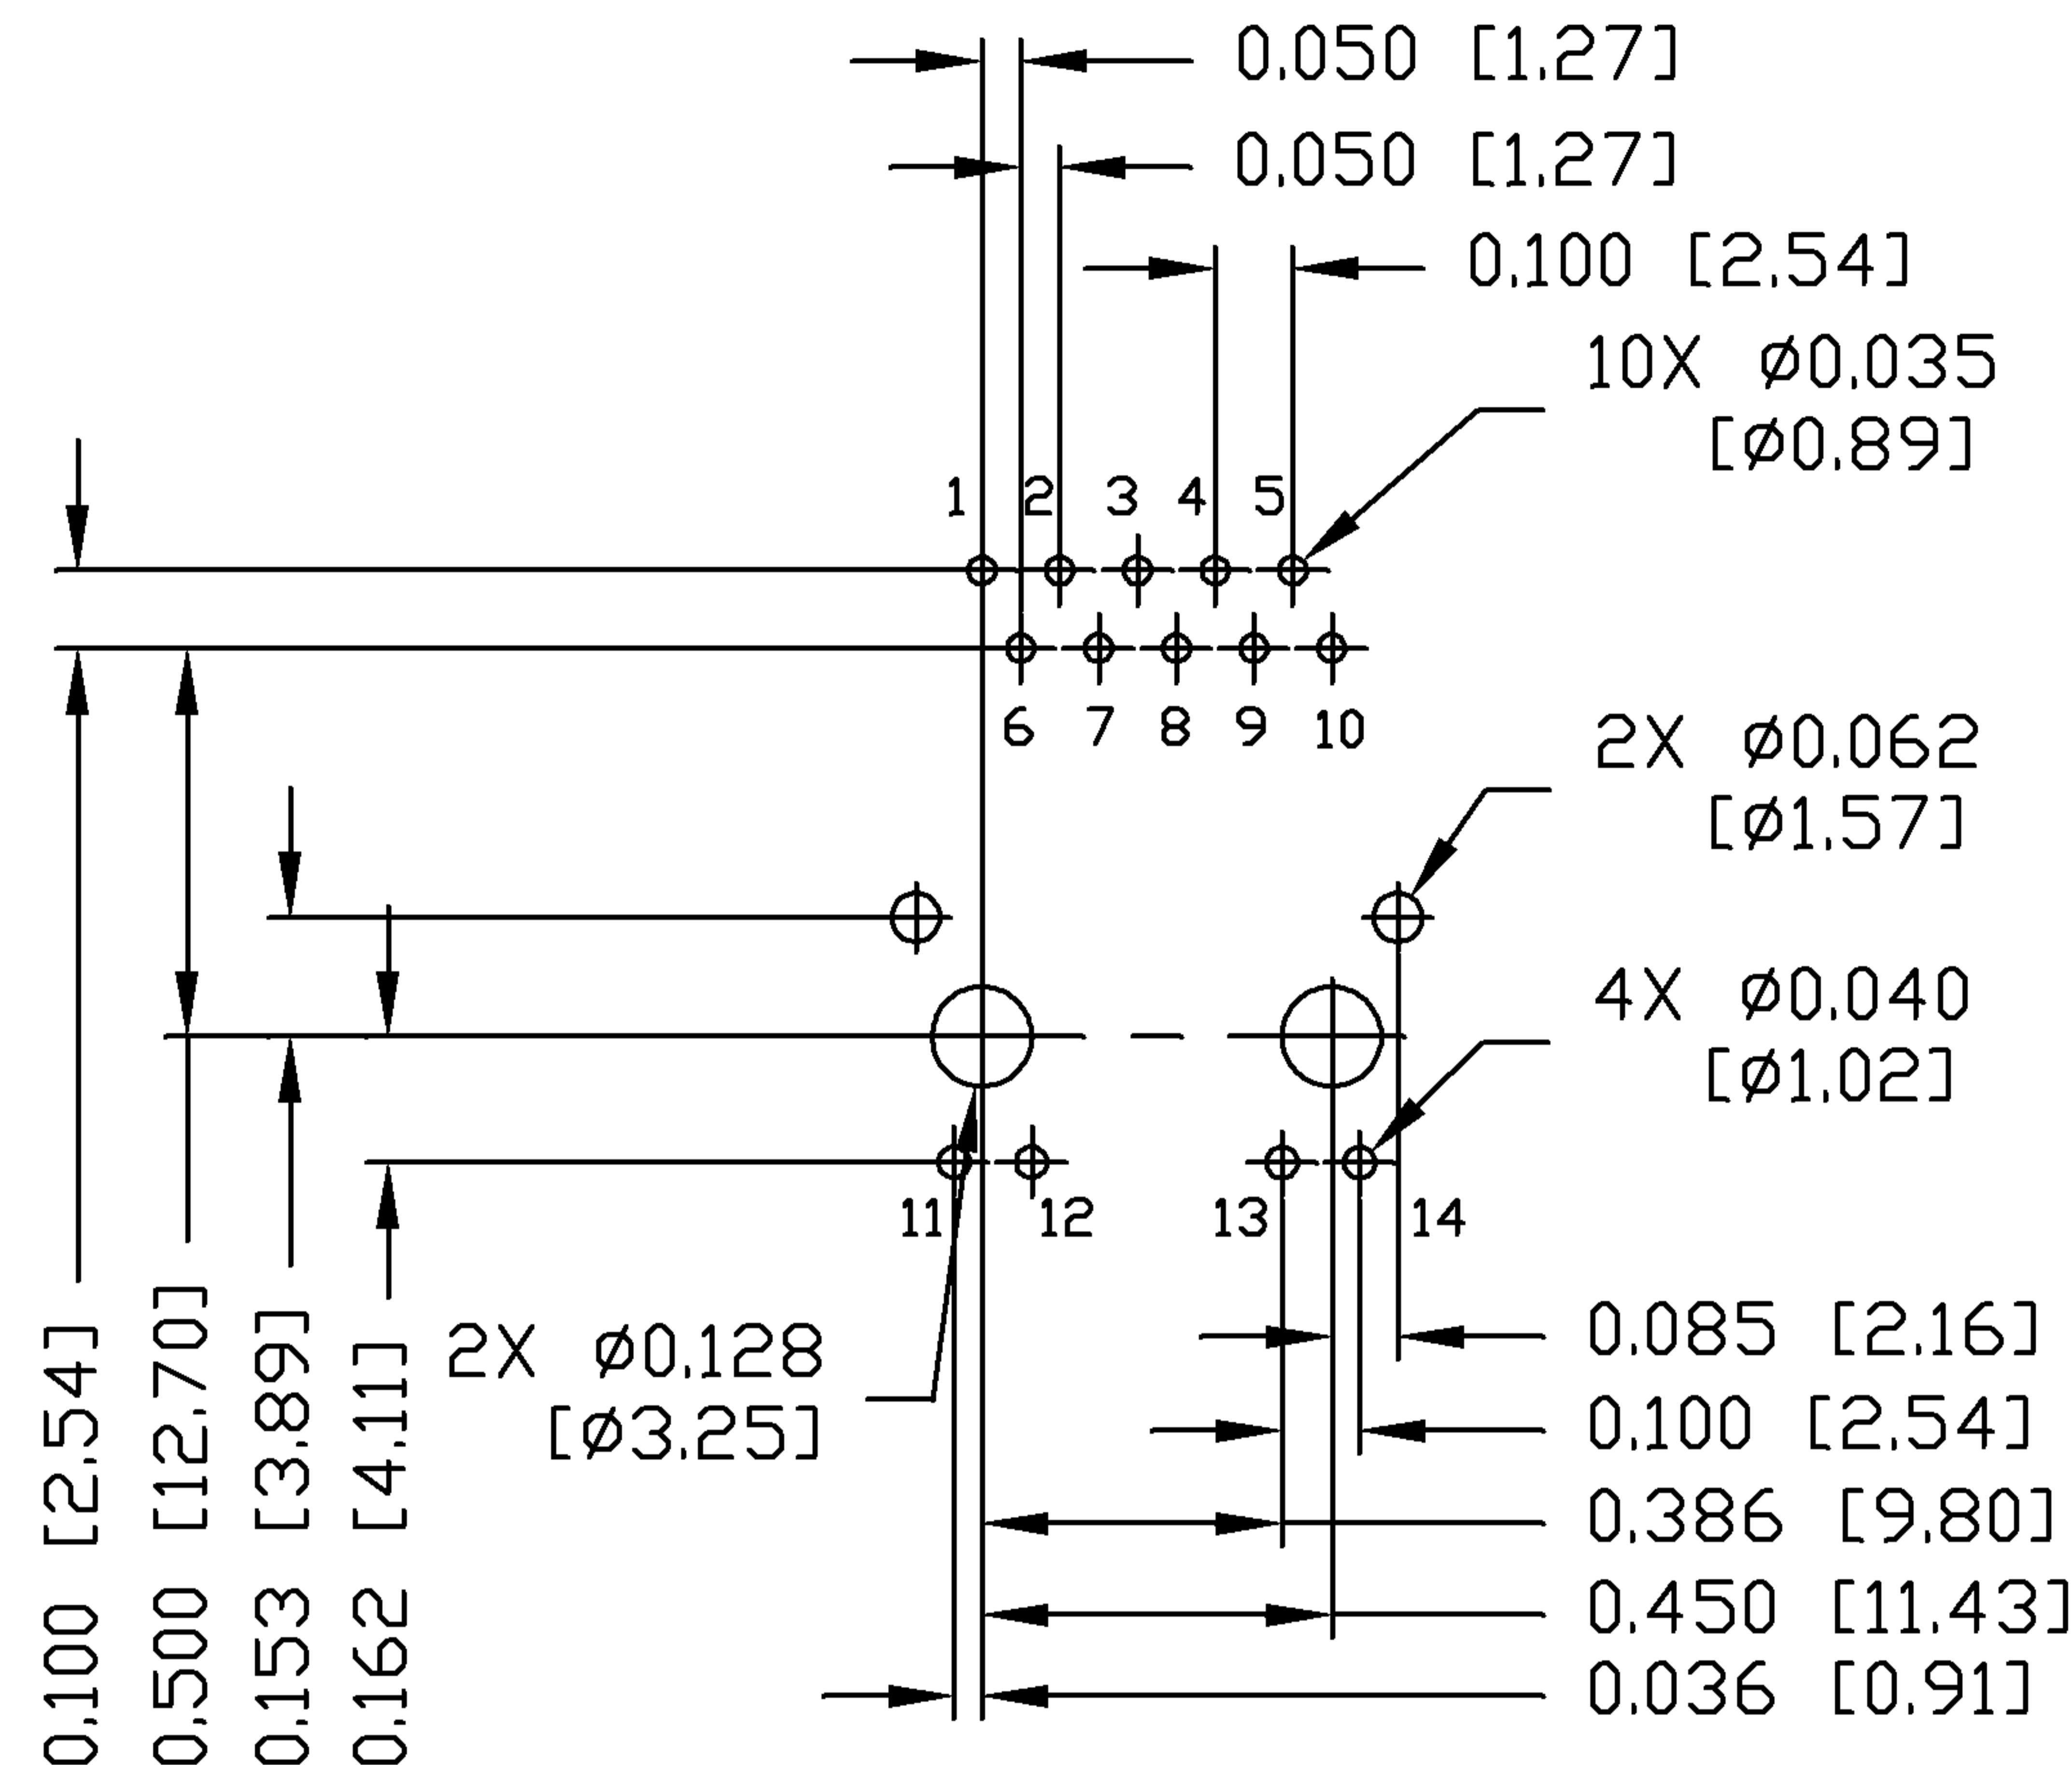 0.050 [1.27]
0.050 [1.27]
0.100 [2.54]
10X ø0.035
[ø0.89]
1 2 3 4 5
6 7 8 9 10
2X ø0.062
[ø1.57]
4X ø0.040
[ø1.02]
11 12 13 14
2X ø0.128
[ø3.25]
0.085 [2.16]
0.100 [2.54]
0.386 [9.80]
0.450 [11.43]
0.036 [0.91]
0.100 [2.54]
0.500 [12.70]
0.153 [3.89]
0.162 [4.11]